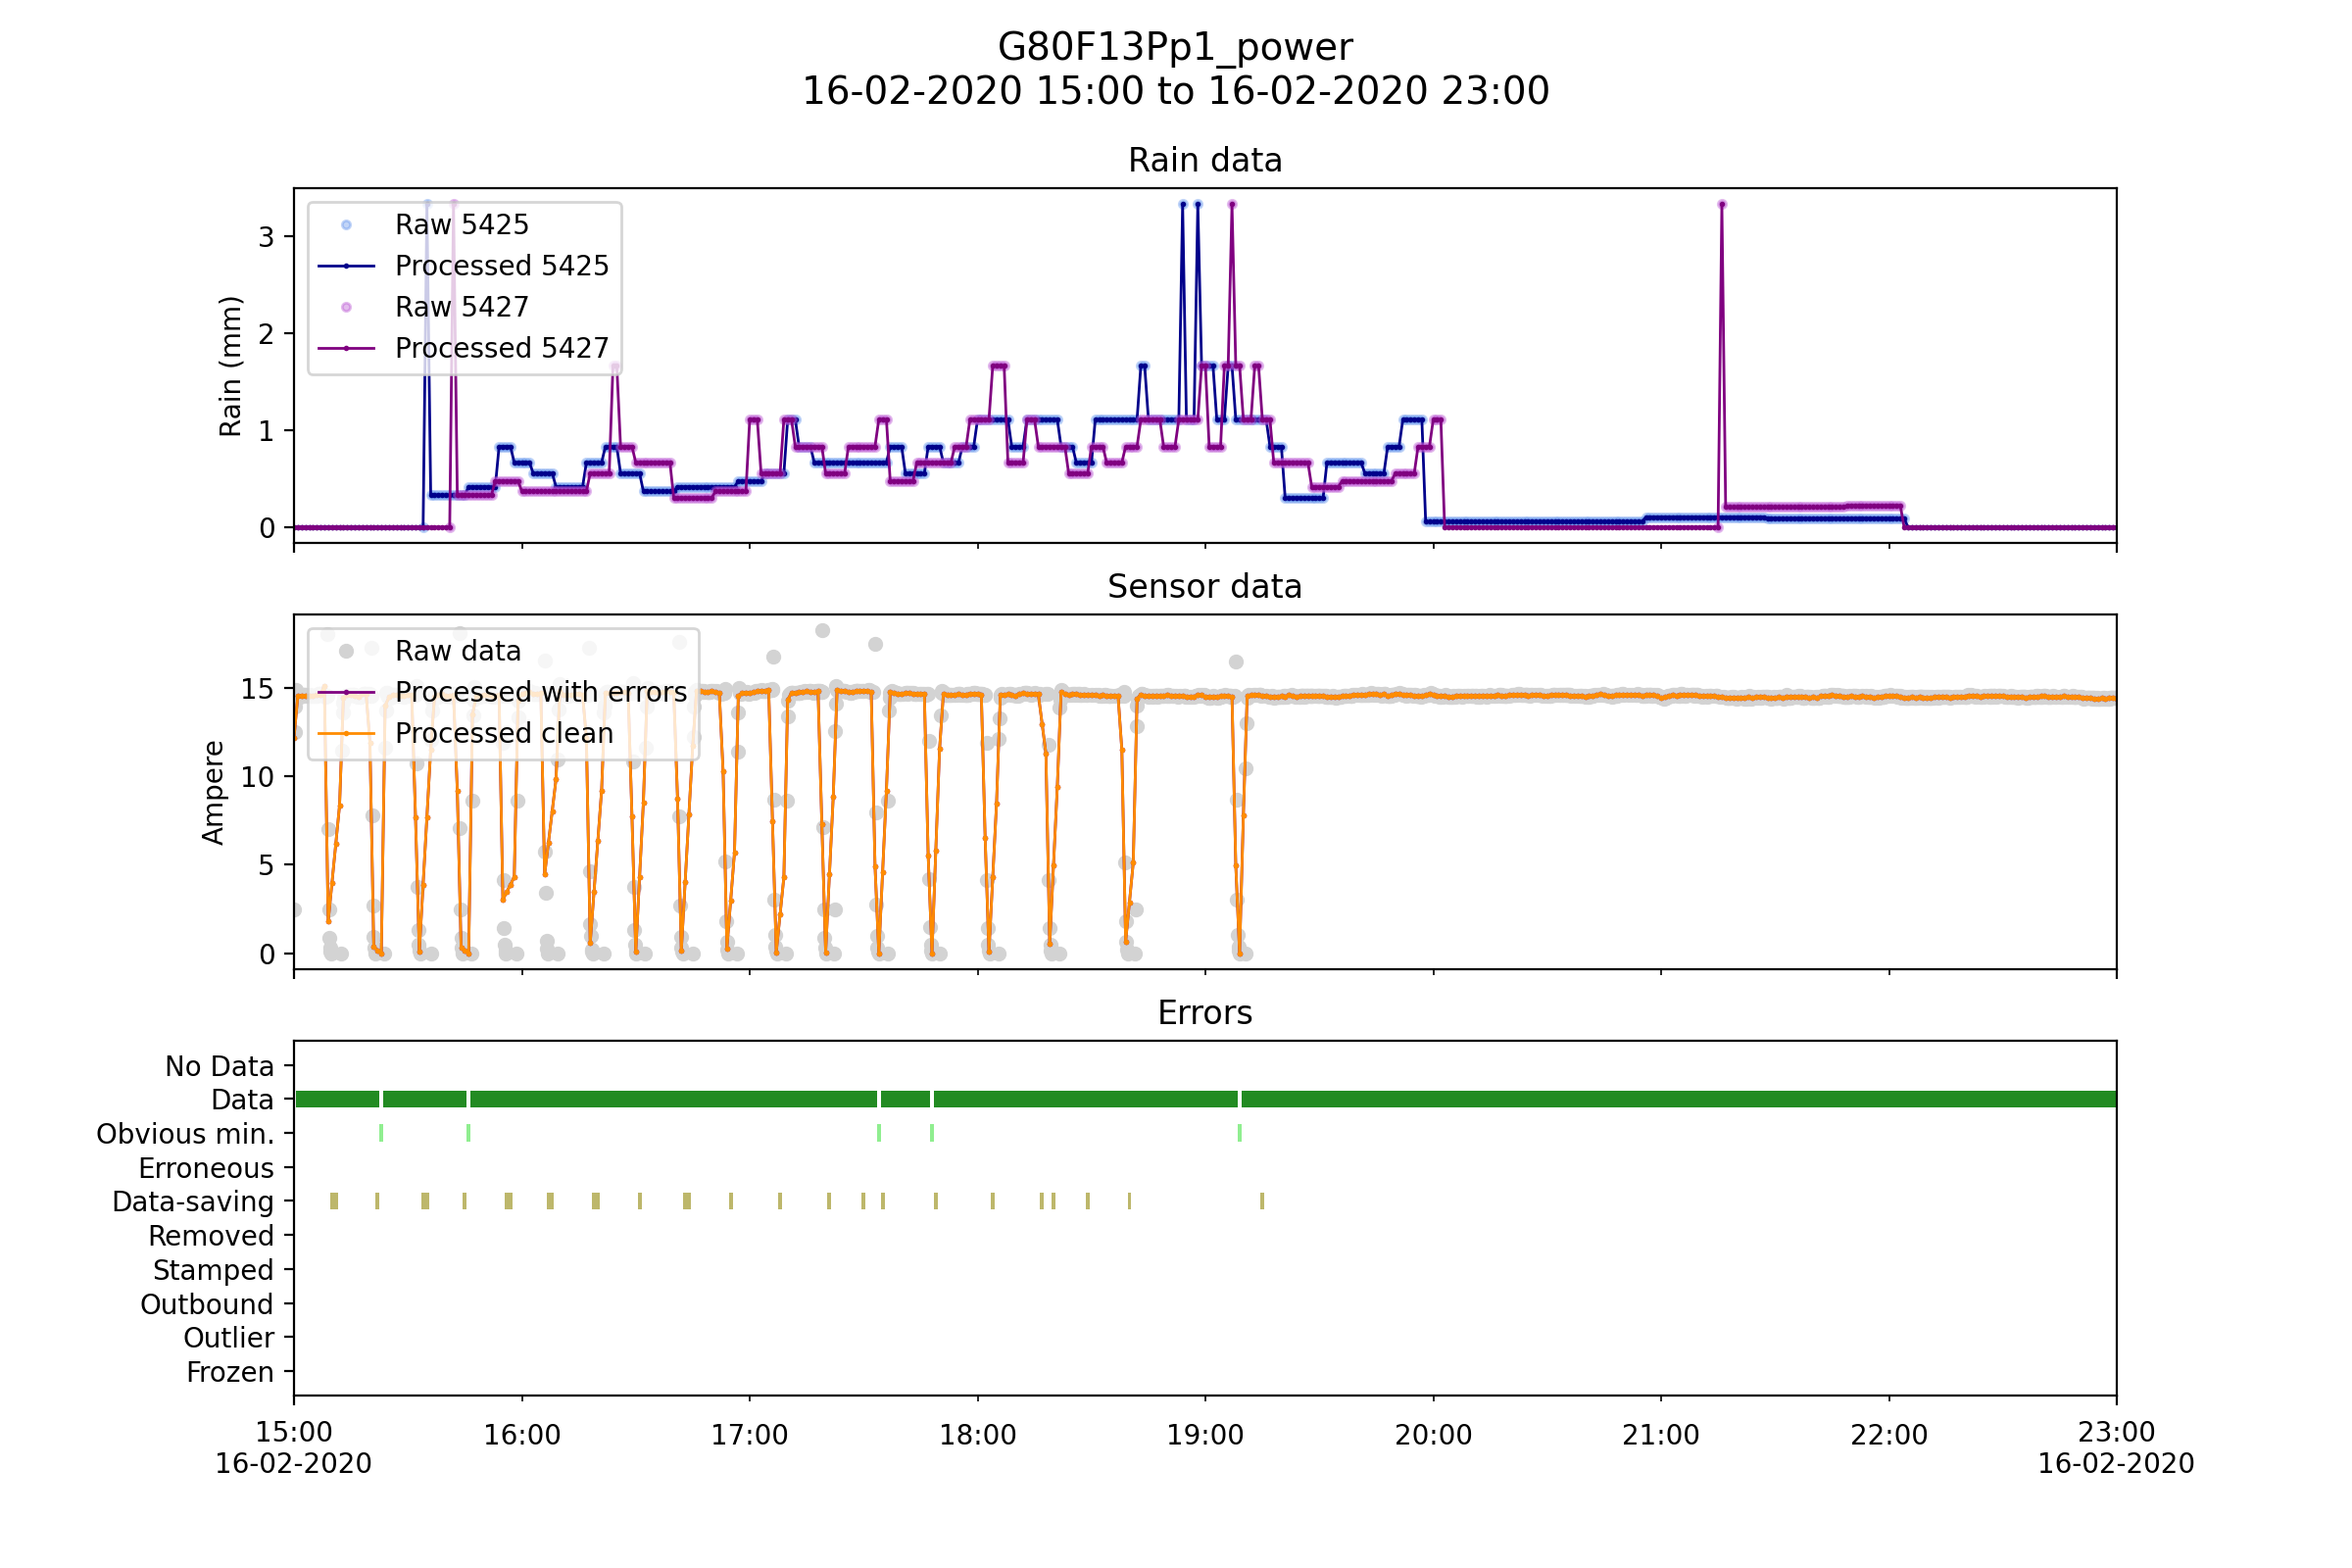 G80F13Pp1_power
16-02-2020 15:00 to 16-02-2020 23:00
Rain data
Rain (mm)
3
2
1
0
Raw 5425
Processed 5425
Raw 5427
Processed 5427
Sensor data
Ampere
15
10
5
0
Raw data
Processed with errors
Processed clean
Errors
No Data
Data
Obvious min.
Erroneous
Data-saving
Removed
Stamped
Outbound
Outlier
Frozen
15:00 16:00 17:00 18:00 19:00 20:00 21:00 22:00 23:00
16-02-2020 16-02-2020